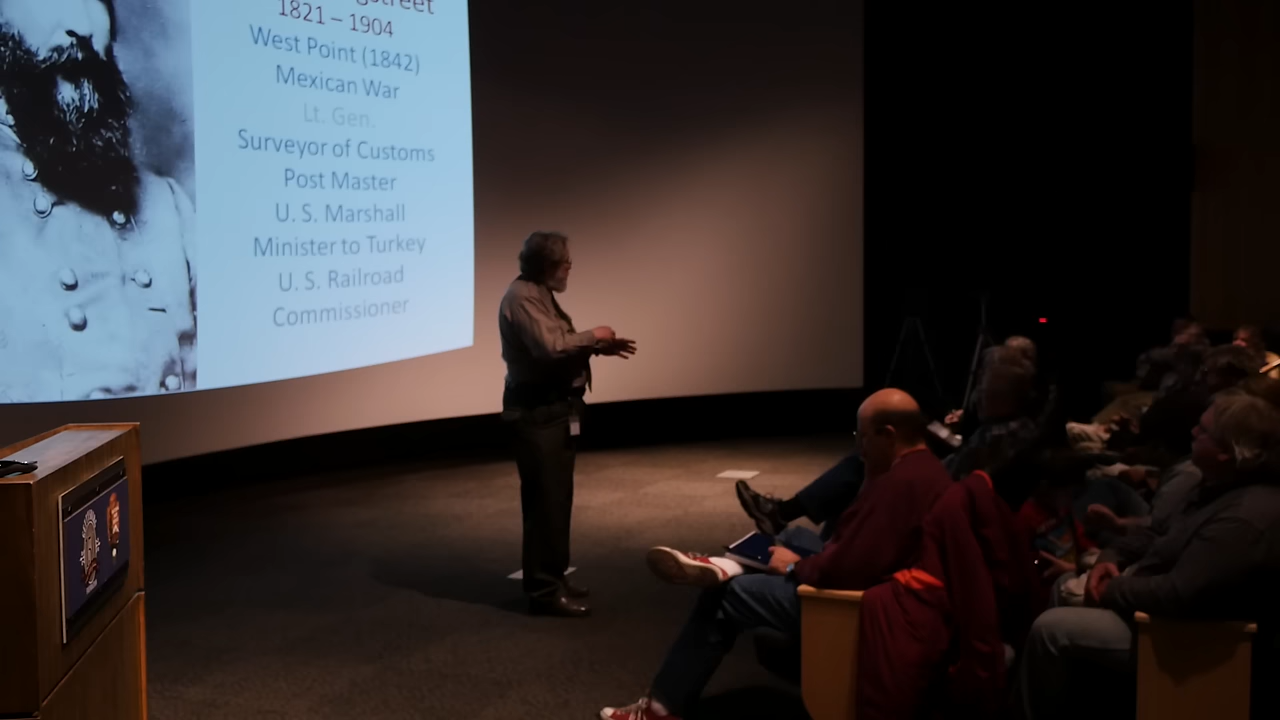 gstreet
1821 – 1904
West Point (1842)
Mexican War
Lt. Gen.
Surveyor of Customs
Post Master
U. S. Marshall
Minister to Turkey
U. S. Railroad
Commissioner